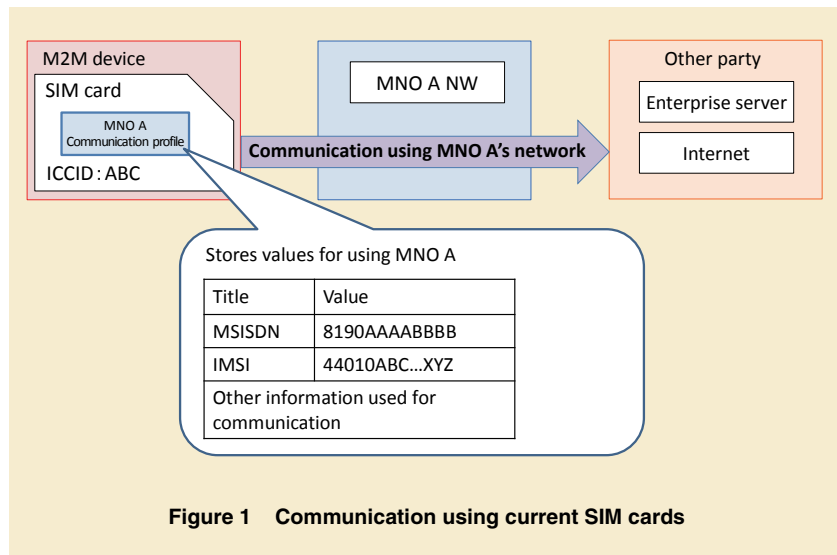 M2M device
SIM card
MNO A
Communication profile
ICCID：ABC
MNO A NW
Communication using MNO A's network
Other party
Enterprise server
Internet
Stores values for using MNO A
Title Value
MSISDN 8190AAAABBBB
IMSI 44010ABC...XYZ
Other information used for
communication
Figure 1 Communication using current SIM cards